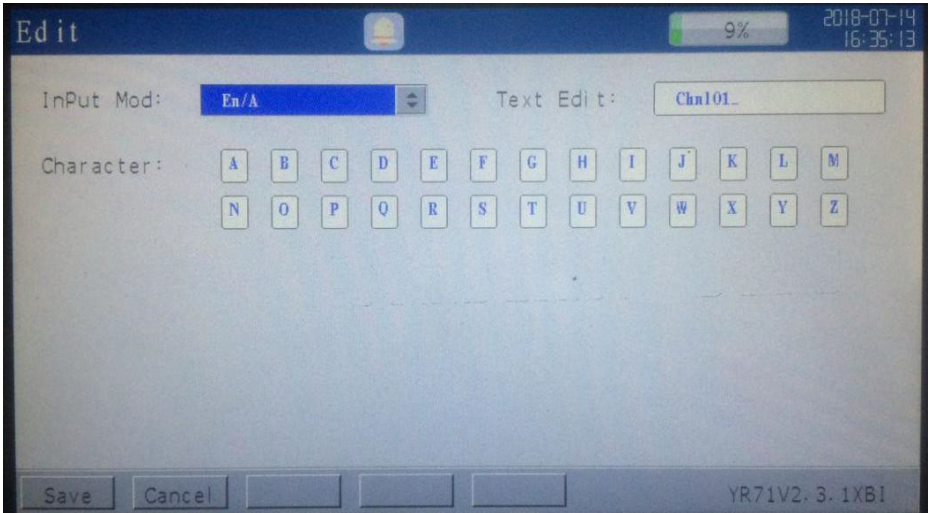 Edit 9% 2018-07-14
16:35:13
InPut Mod: En/A Text Edit: Chnl01_
Character: A B C D E F G H I J K L M
N O P Q R S T U V W X Y Z
Save Cancel YR71V2.3.1XBI